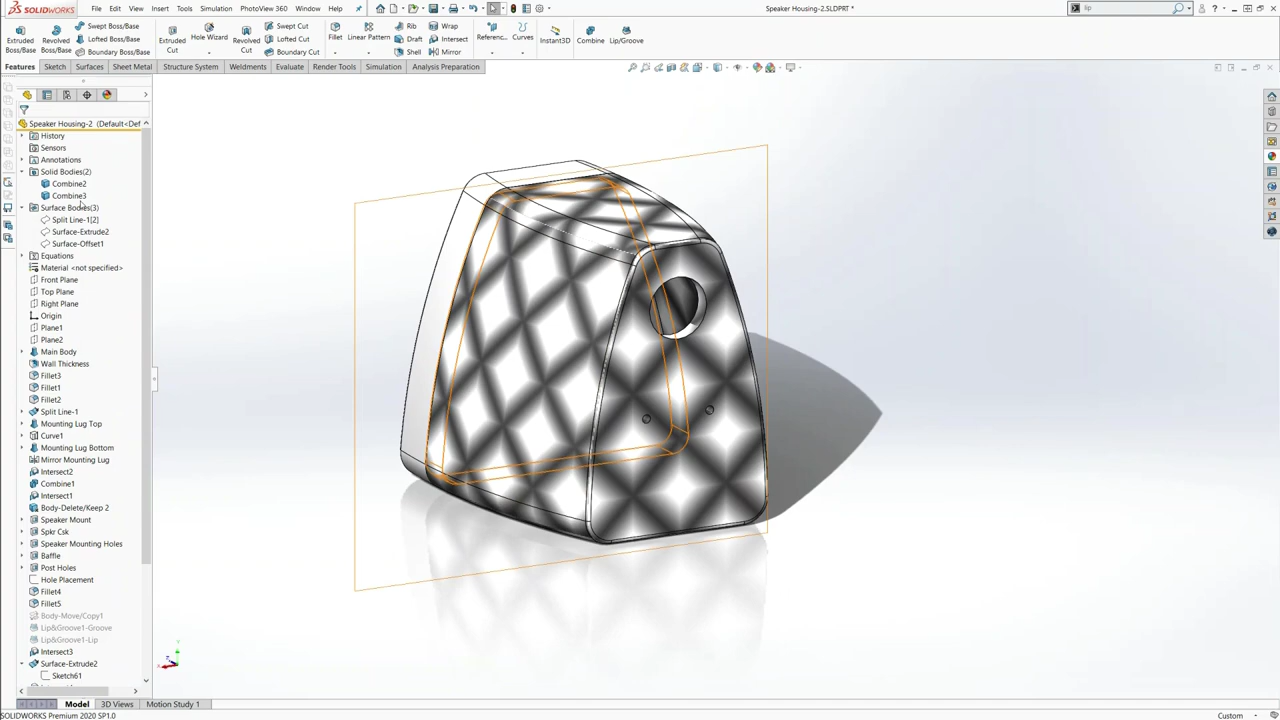 SOLIDWORKS
File Edit View Insert Tools Simulation PhotoView 360 Window Help
Speaker Housing-2.SLDPRT *
lip
Extruded Boss/Base
Revolved Boss/Base
Swept Boss/Base
Lofted Boss/Base
Boundary Boss/Base
Extruded Cut
Hole Wizard
Revolved Cut
Swept Cut
Lofted Cut
Boundary Cut
Fillet
Linear Pattern
Rib
Draft
Shell
Wrap
Intersect
Mirror
Referenc...
Curves
Instant3D
Combine
Lip/Groove
Features Sketch Surfaces Sheet Metal Structure System Weldments Evaluate Render Tools Simulation Analysis Preparation
Speaker Housing-2 (Default<Def
History
Sensors
Annotations
Solid Bodies(2)
Combine2
Combine3
Surface Bodies(3)
Split Line-1[2]
Surface-Extrude2
Surface-Offset1
Equations
Material <not specified>
Front Plane
Top Plane
Right Plane
Origin
Plane1
Plane2
Main Body
Wall Thickness
Fillet3
Fillet1
Fillet2
Split Line-1
Mounting Lug Top
Curve1
Mounting Lug Bottom
Mirror Mounting Lug
Intersect2
Combine1
Intersect1
Body-Delete/Keep 2
Speaker Mount
Spkr Csk
Speaker Mounting Holes
Baffle
Post Holes
Hole Placement
Fillet4
Fillet5
Body-Move/Copy1
Lip&Groove1-Groove
Lip&Groove1-Lip
Intersect3
Surface-Extrude2
Sketch61
Model 3D Views Motion Study 1
SOLIDWORKS Premium 2020 SP1.0
Custom